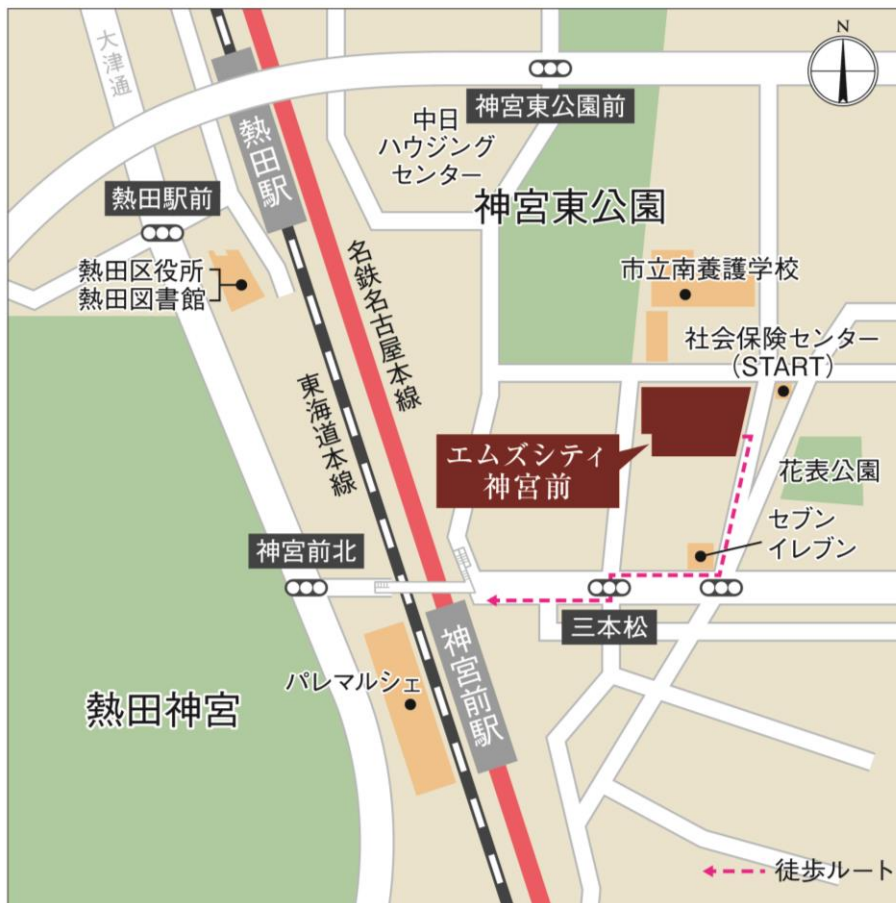 N
大津通
神宮東公園前
中日
ハウジング
センター
熱田駅
熱田駅前
神宮東公園
熱田区役所
熱田図書館
名鉄名古屋本線
東海道本線
市立南養護学校
社会保険センター
(START)
エムズシティ
神宮前
花表公園
セブン
イレブン
神宮前北
三本松
パレマルシェ
神宮前駅
熱田神宮
徒歩ルート